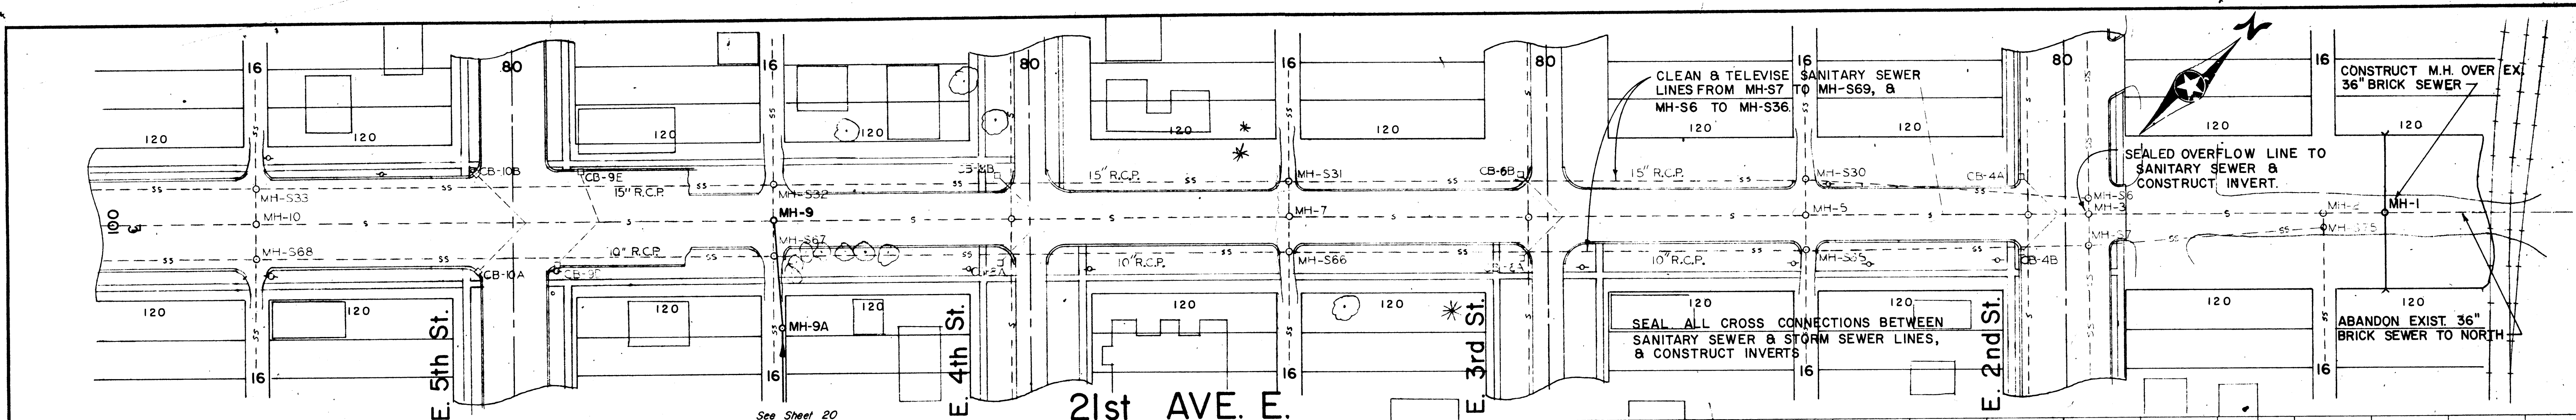 16
80
16
80
16
80
16
80
16
CLEAN & TELEVISE SANITARY SEWER
LINES FROM MH-S7 TO MH-S69, &
MH-S6 TO MH-S36.
CONSTRUCT M.H. OVER EX.
36" BRICK SEWER
120
120
120
120
120
120
120
120
120
SEALED OVERFLOW LINE TO
SANITARY SEWER &
CONSTRUCT INVERT.
CB-10B
CB-9E
15" R.C.P.
15" R.C.P.
CB-6B
15" R.C.P.
CB-4A
MH-S33
MH-S32
MH-S31
MH-S30
MH-S6
MH-10
MH-9
MH-7
MH-5
MH-3
MH-1
100
MH-S68
MH-S67
MH-S66
MH-S7
10" R.C.P.
10" R.C.P.
10" R.C.P.
CB-10A
CB-4B
120
120
120
120
120
120
120
120
120
MH-9A
SEAL ALL CROSS CONNECTIONS BETWEEN
SANITARY SEWER & STORM SEWER LINES,
& CONSTRUCT INVERTS
ABANDON EXIST. 36"
BRICK SEWER TO NORTH
16
16
16
16
16
E. 5th St.
E. 4th St.
E. 3rd St.
E. 2nd St.
See Sheet 20
21st AVE. E.